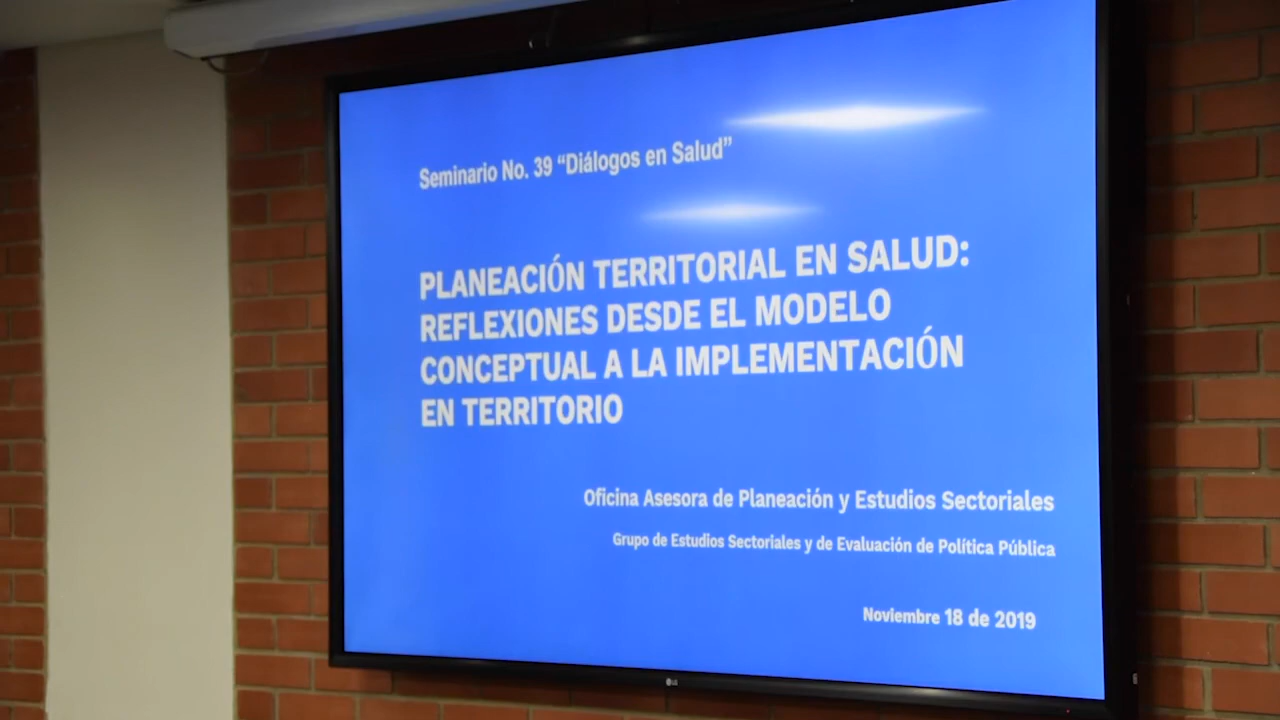 Seminario No. 39 “Diálogos en Salud”
PLANEACIÓN TERRITORIAL EN SALUD:
REFLEXIONES DESDE EL MODELO
CONCEPTUAL A LA IMPLEMENTACIÓN
EN TERRITORIO
Oficina Asesora de Planeación y Estudios Sectoriales
Grupo de Estudios Sectoriales y de Evaluación de Política Pública
Noviembre 18 de 2019
LG